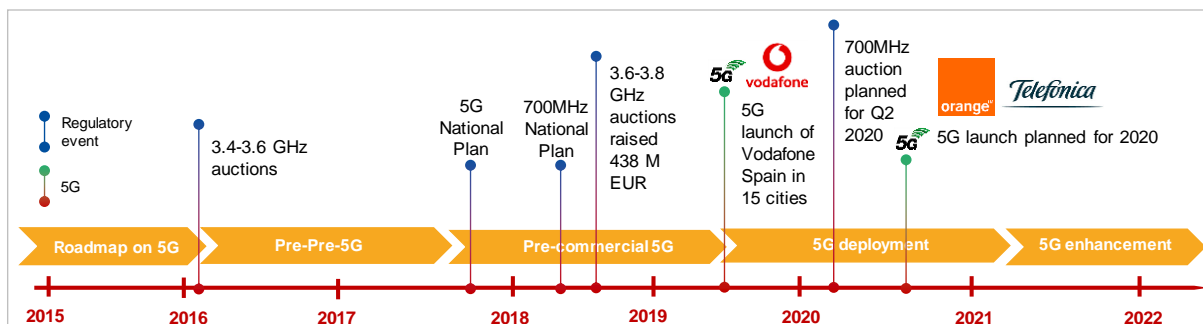 Regulatory
event
5G
3.4-3.6 GHz
auctions
5G
National
Plan
700MHz
National
Plan
3.6-3.8
GHz
auctions
raised
438 M
EUR
5G
vodafone
5G
launch of
Vodafone
Spain in
15 cities
700MHz
auction
planned
for Q2
2020
orange
Telefónica
5G
5G launch planned for 2020
Roadmap on 5G
Pre-Pre-5G
Pre-commercial 5G
5G deployment
5G enhancement
2015
2016
2017
2018
2019
2020
2021
2022